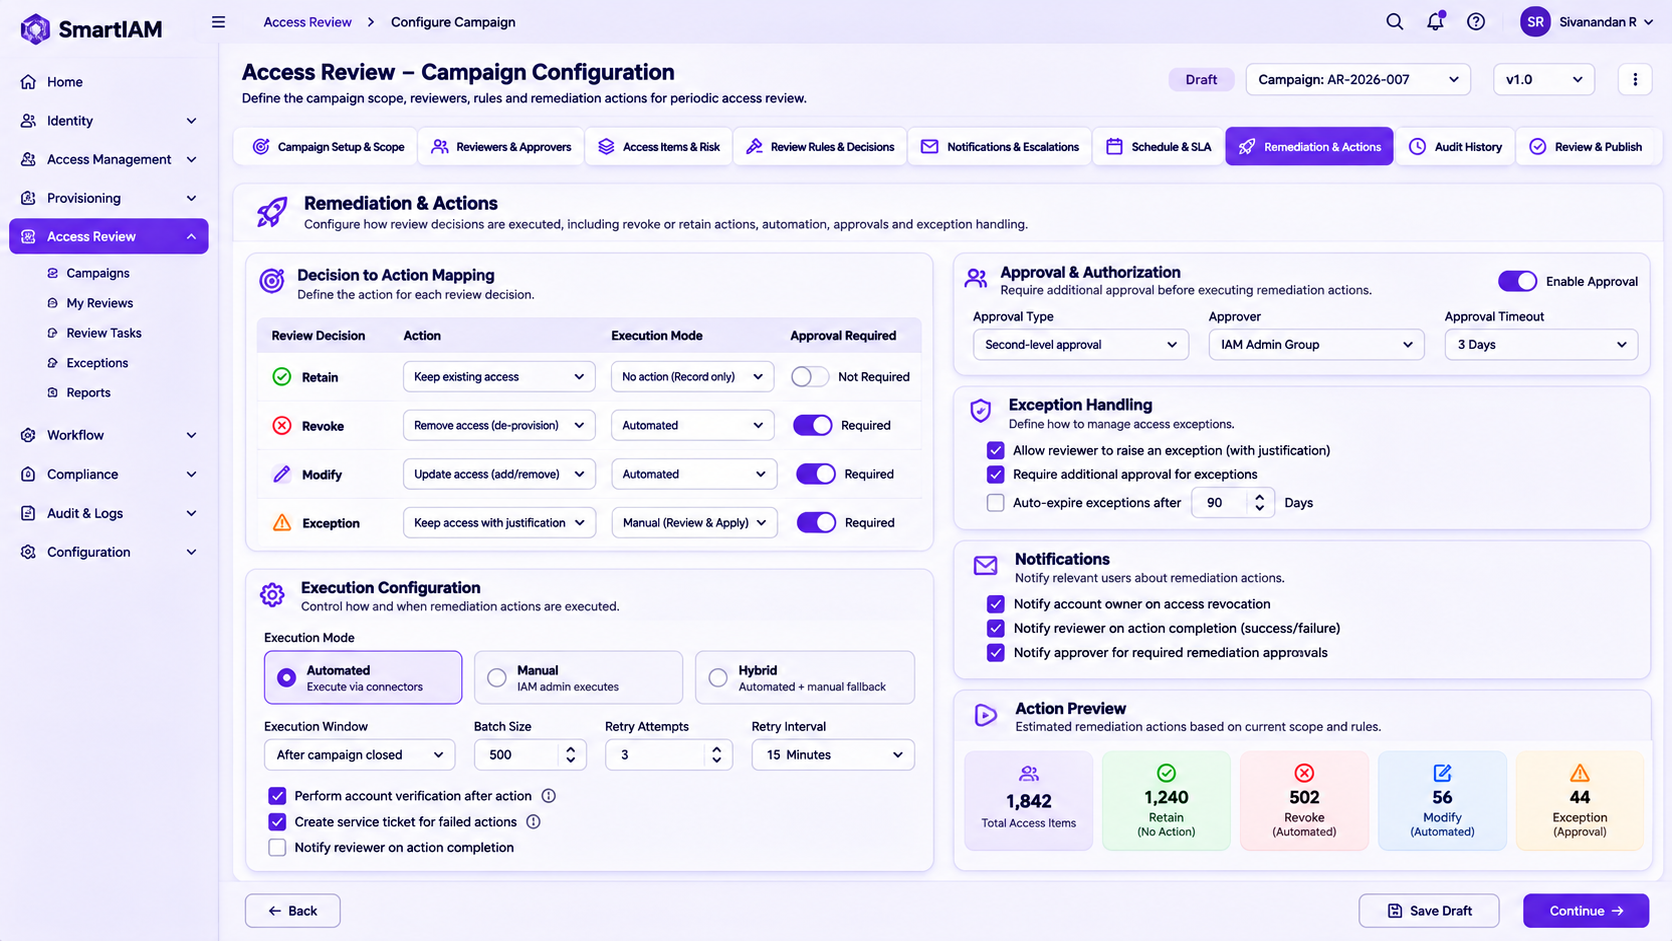 SmartIAM
Access Review > Configure Campaign
SR Sivanandan R
Home
Identity
Access Management
Provisioning
Access Review
Campaigns
My Reviews
Review Tasks
Exceptions
Reports
Workflow
Compliance
Audit & Logs
Configuration
Access Review – Campaign Configuration
Define the campaign scope, reviewers, rules and remediation actions for periodic access review.
Draft
Campaign: AR-2026-007
v1.0
Campaign Setup & Scope
Reviewers & Approvers
Access Items & Risk
Review Rules & Decisions
Notifications & Escalations
Schedule & SLA
Remediation & Actions
Audit History
Review & Publish
Remediation & Actions
Configure how review decisions are executed, including revoke or retain actions, automation, approvals and exception handling.
Decision to Action Mapping
Define the action for each review decision.
Review Decision Action Execution Mode Approval Required
Retain Keep existing access No action (Record only) Not Required
Revoke Remove access (de-provision) Automated Required
Modify Update access (add/remove) Automated Required
Exception Keep access with justification Manual (Review & Apply) Required
Execution Configuration
Control how and when remediation actions are executed.
Execution Mode
Automated
Execute via connectors
Manual
IAM admin executes
Hybrid
Automated + manual fallback
Execution Window Batch Size Retry Attempts Retry Interval
After campaign closed 500 3 15 Minutes
Perform account verification after action
Create service ticket for failed actions
Notify reviewer on action completion
Approval & Authorization
Require additional approval before executing remediation actions.
Enable Approval
Approval Type Approver Approval Timeout
Second-level approval IAM Admin Group 3 Days
Exception Handling
Define how to manage access exceptions.
Allow reviewer to raise an exception (with justification)
Require additional approval for exceptions
Auto-expire exceptions after 90 Days
Notifications
Notify relevant users about remediation actions.
Notify account owner on access revocation
Notify reviewer on action completion (success/failure)
Notify approver for required remediation approvals
Action Preview
Estimated remediation actions based on current scope and rules.
1,842
Total Access Items
1,240
Retain
(No Action)
502
Revoke
(Automated)
56
Modify
(Automated)
44
Exception
(Approval)
← Back
Save Draft
Continue →